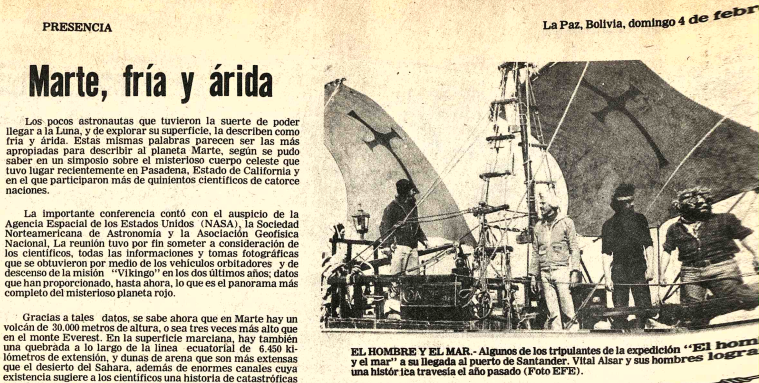 PRESENCIA
La Paz, Bolivia, domingo 4 de febr
Marte, fría y árida
Los pocos astronautas que tuvieron la suerte de poder
llegar a la Luna, y de explorar su superficie, la describen como
fría y árida. Estas mismas palabras parecen ser las más
apropiadas para describir al planeta Marte, según se pudo
saber en un simposio sobre el misterioso cuerpo celeste que
tuvo lugar recientemente en Pasadena, Estado de California y
en el que participaron más de quinientos científicos de catorce
naciones.
La importante conferencia contó con el auspicio de la
Agencia Espacial de los Estados Unidos (NASA), la Sociedad
Norteamericana de Astronomía y la Asociación Geofísica
Nacional, La reunión tuvo por fin someter a consideración de
los científicos, todas las informaciones y tomas fotográficas
que se obtuvieron por medio de los vehículos orbitadores y de
descenso de la misión "Vikingo" en los dos últimos años; datos
que han proporcionado, hasta ahora, lo que es el panorama más
completo del misterioso planeta rojo.
Gracias a tales datos, se sabe ahora que en Marte hay un
volcán de 30.000 metros de altura, o sea tres veces más alto que
en el monte Everest. En la superficie marciana, hay también
una quebrada a lo largo de la línea ecuatorial de 6.450 ki-
lómetros de extensión, y dunas de arena que son más extensas
que el desierto del Sahara, además de enormes canales cuya
existencia sugiere a los científicos una historia de catastróficas
EL HOMBRE Y EL MAR.- Algunos de los tripulantes de la expedición "El hom
y el mar" a su llegada al puerto de Santander. Vital Alsar y sus hombres logra
una histórica travesía el año pasado (Foto EFE).